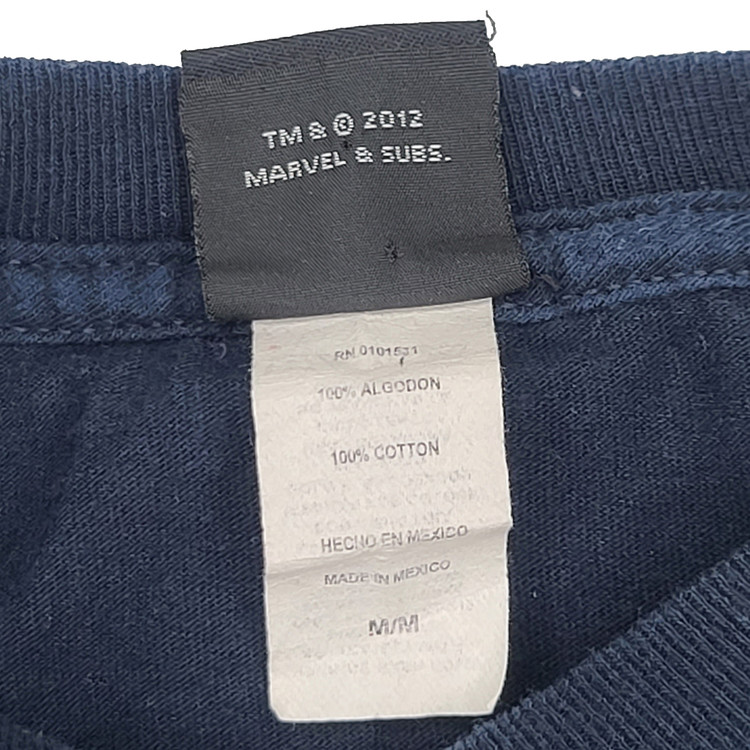 TM & © 2012
MARVEL & SUBS.
RN 0101531
100% ALGODON
100% COTTON
HECHO EN MEXICO
MADE IN MEXICO
M/M